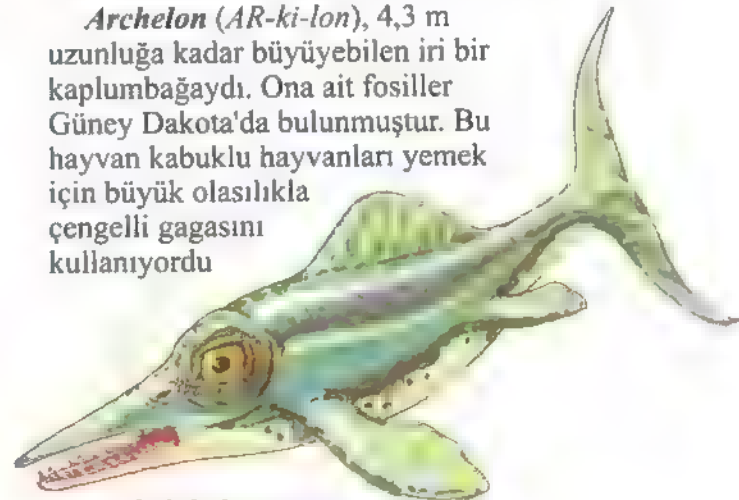 Archelon (AR-ki-lon), 4,3 m
uzunluğa kadar büyüyebilen iri bir
kaplumbağaydı. Ona ait fosiller
Güney Dakota'da bulunmuştur. Bu
hayvan kabuklu hayvanları yemek
için büyük olasılıkla
çengelli gagasını
kullanıyordu